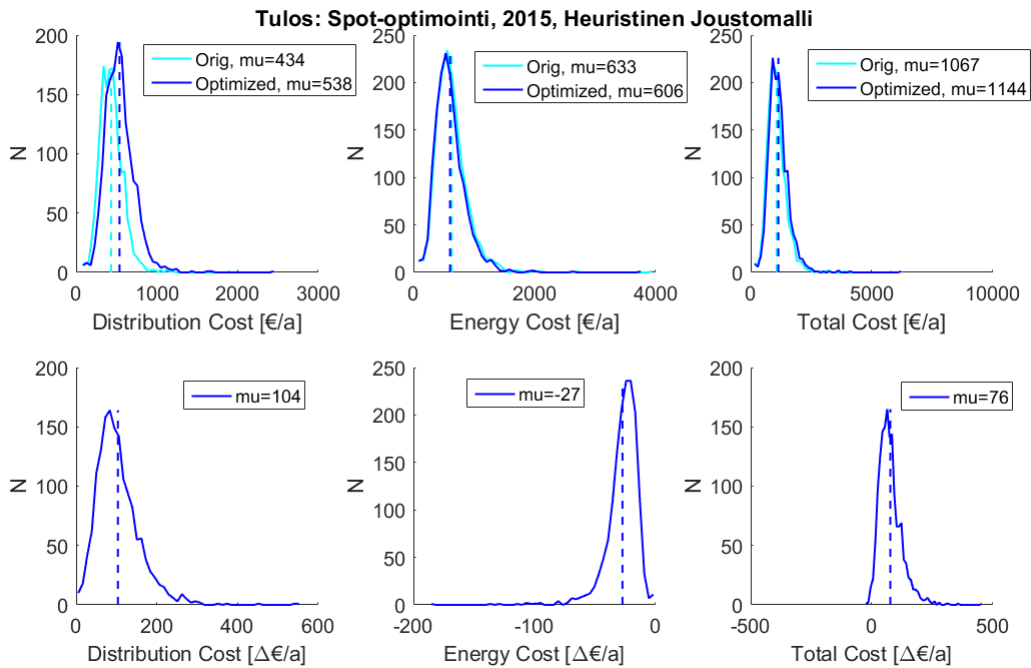 Tulos: Spot-optimointi, 2015, Heuristinen Joustomalli
200
150
100
50
0
N
Orig, mu=434
Optimized, mu=538
0 1000 2000 3000
Distribution Cost [€/a]
250
200
150
100
50
0
N
Orig, mu=633
Optimized, mu=606
0 2000 4000
Energy Cost [€/a]
250
200
150
100
50
0
N
Orig, mu=1067
Optimized, mu=1144
0 5000 10000
Total Cost [€/a]
200
150
100
50
0
N
mu=104
0 200 400 600
Distribution Cost [Δ€/a]
250
200
150
100
50
0
N
mu=-27
-200 -100 0
Energy Cost [Δ€/a]
200
150
100
50
0
N
mu=76
-500 0 500
Total Cost [Δ€/a]